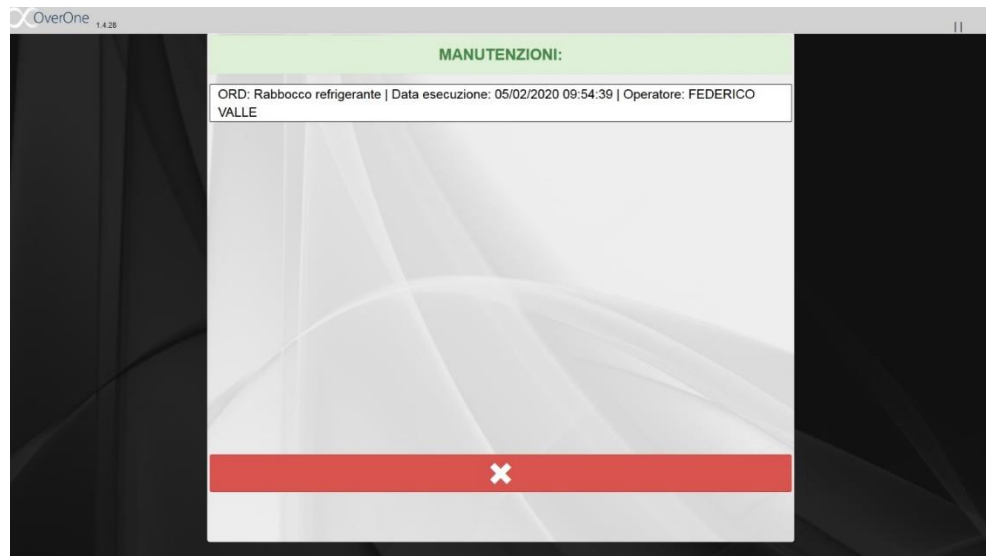 OverOne 1.4.28
MANUTENZIONI:
ORD: Rabbocco refrigerante | Data esecuzione: 05/02/2020 09:54:39 | Operatore: FEDERICO
VALLE